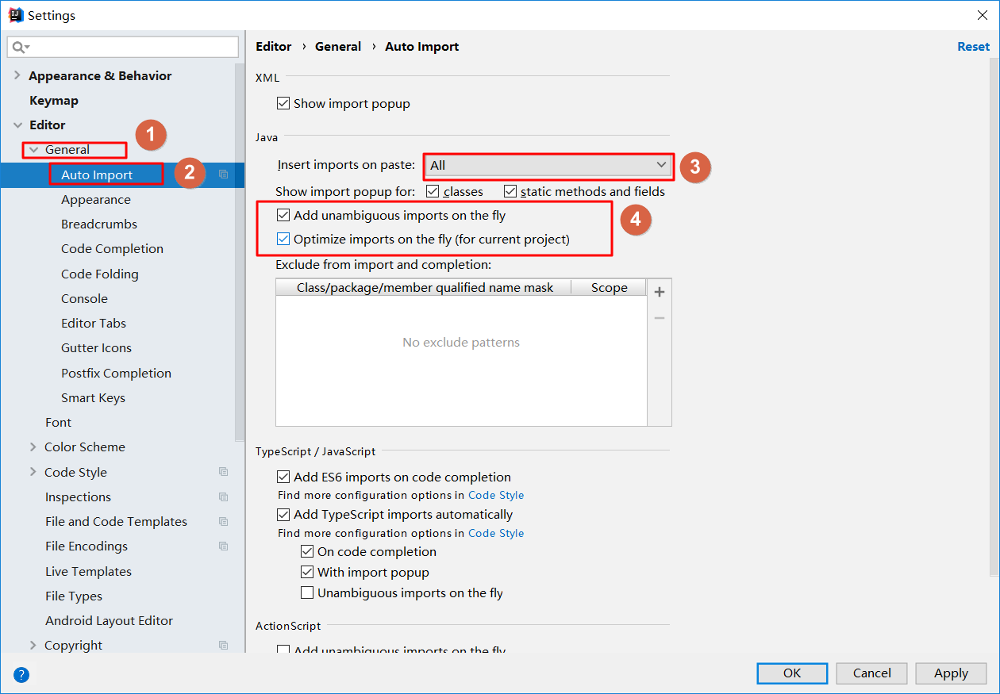 Settings
Editor › General › Auto Import
Reset
Appearance & Behavior
Keymap
Editor
General
1
Auto Import
2
Appearance
Breadcrumbs
Code Completion
Code Folding
Console
Editor Tabs
Gutter Icons
Postfix Completion
Smart Keys
Font
Color Scheme
Code Style
Inspections
File and Code Templates
File Encodings
Live Templates
File Types
Android Layout Editor
Copyright
XML
Show import popup
Java
Insert imports on paste: All
3
Show import popup for: classes static methods and fields
Add unambiguous imports on the fly
4
Optimize imports on the fly (for current project)
Exclude from import and completion:
Class/package/member qualified name mask Scope
No exclude patterns
TypeScript / JavaScript
Add ES6 imports on code completion
Find more configuration options in Code Style
Add TypeScript imports automatically
Find more configuration options in Code Style
On code completion
With import popup
Unambiguous imports on the fly
ActionScript
Add unambiguous imports on the fly
?
OK Cancel Apply